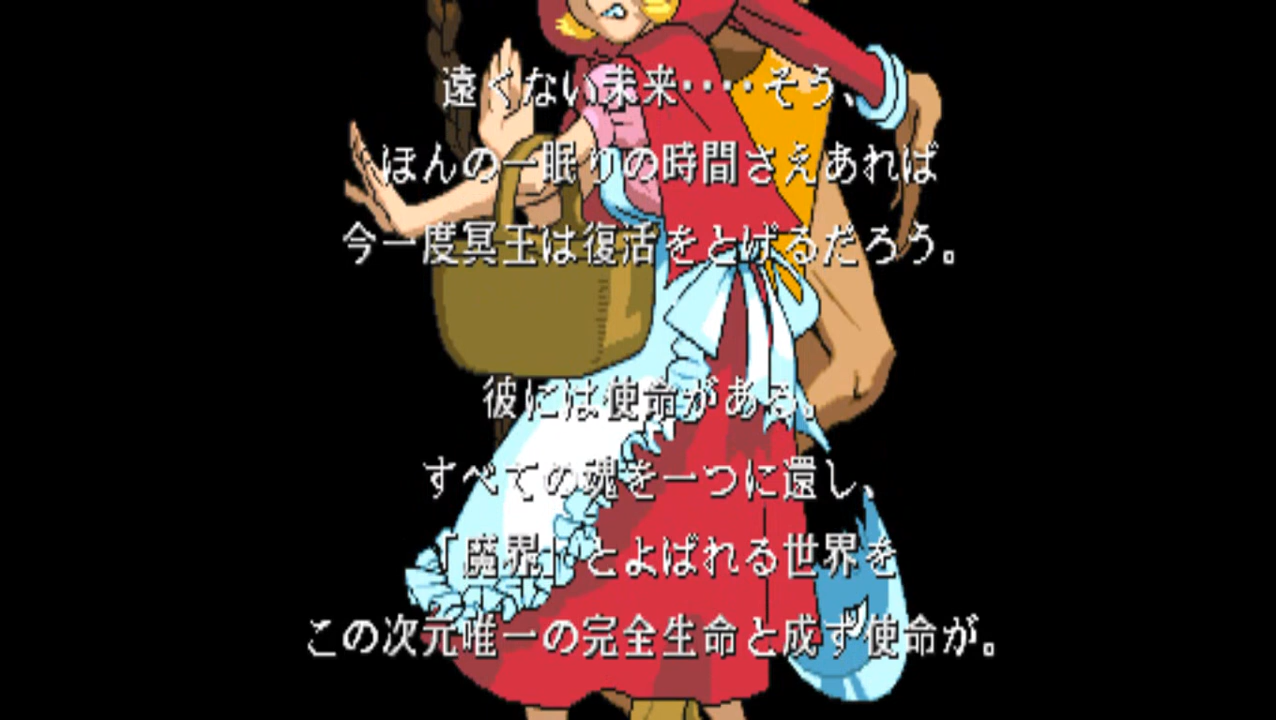 遠くない未来････そう、
ほんの一眠りの時間さえあれば
今一度冥王は復活をとげるだろう。
彼には使命がある。
すべての魂を一つに還し、
「魔界」とよばれる世界を
この次元唯一の完全生命と成す使命が。